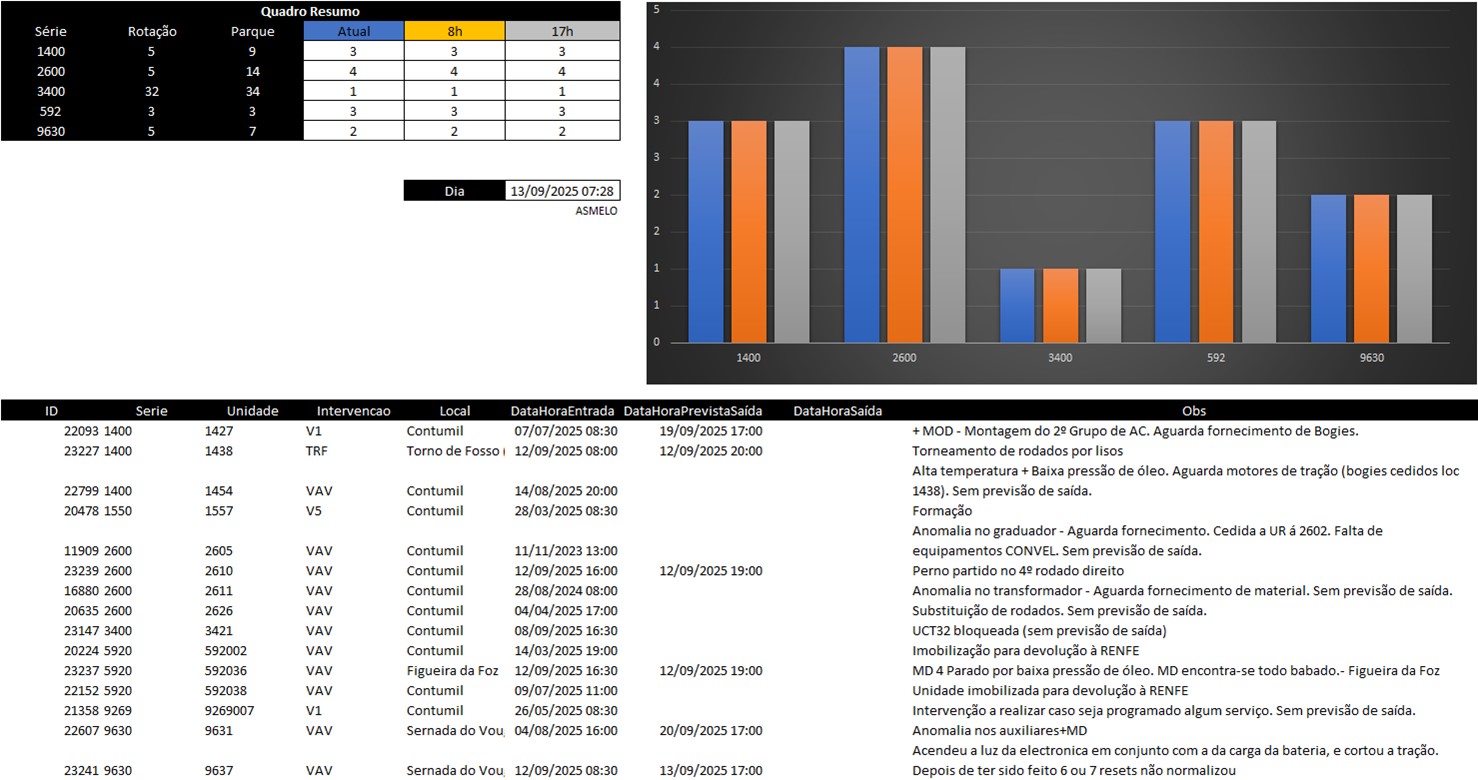 Quadro Resumo
Série Rotação Parque Atual 8h 17h
1400 5 9 3 3 3
2600 5 14 4 4 4
3400 32 34 1 1 1
592 3 3 3 3 3
9630 5 7 2 2 2
Dia 13/09/2025 07:28
ASMELO
5
4
4
3
3
2
2
1
1
0
1400 2600 3400 592 9630
ID Serie Unidade Intervencao Local DataHoraEntrada DataHoraPrevistaSaída DataHoraSaída Obs
22093 1400 1427 V1 Contumil 07/07/2025 08:30 19/09/2025 17:00 + MOD - Montagem do 2º Grupo de AC. Aguarda fornecimento de Bogies.
23227 1400 1438 TRF Torno de Fosso ( 12/09/2025 08:00 12/09/2025 20:00 Torneamento de rodados por lisos
Alta temperatura + Baixa pressão de óleo. Aguarda motores de tração (bogies cedidos loc
22799 1400 1454 VAV Contumil 14/08/2025 20:00 1438). Sem previsão de saída.
20478 1550 1557 V5 Contumil 28/03/2025 08:30 Formação
Anomalia no graduador - Aguarda fornecimento. Cedida a UR á 2602. Falta de
11909 2600 2605 VAV Contumil 11/11/2023 13:00 equipamentos CONVEL. Sem previsão de saída.
23239 2600 2610 VAV Contumil 12/09/2025 16:00 12/09/2025 19:00 Perno partido no 4º rodado direito
16880 2600 2611 VAV Contumil 28/08/2024 08:00 Anomalia no transformador - Aguarda fornecimento de material. Sem previsão de saída.
20635 2600 2626 VAV Contumil 04/04/2025 17:00 Substituição de rodados. Sem previsão de saída.
23147 3400 3421 VAV Contumil 08/09/2025 16:30 UCT32 bloqueada (sem previsão de saída)
20224 5920 592002 VAV Contumil 14/03/2025 19:00 Imobilização para devolução à RENFE
23237 5920 592036 VAV Figueira da Foz 12/09/2025 16:30 12/09/2025 19:00 MD 4 Parado por baixa pressão de óleo. MD encontra-se todo babado.- Figueira da Foz
22152 5920 592038 VAV Contumil 09/07/2025 11:00 Unidade imobilizada para devolução à RENFE
21358 9269 9269007 V1 Contumil 26/05/2025 08:30 Intervenção a realizar caso seja programado algum serviço. Sem previsão de saída.
22607 9630 9631 VAV Sernada do Vou 04/08/2025 16:00 20/09/2025 17:00 Anomalia nos auxiliares+MD
Acendeu a luz da electronica em conjunto com a da carga da bateria, e cortou a tração.
23241 9630 9637 VAV Sernada do Vou 12/09/2025 08:30 13/09/2025 17:00 Depois de ter sido feito 6 ou 7 resets não normalizou